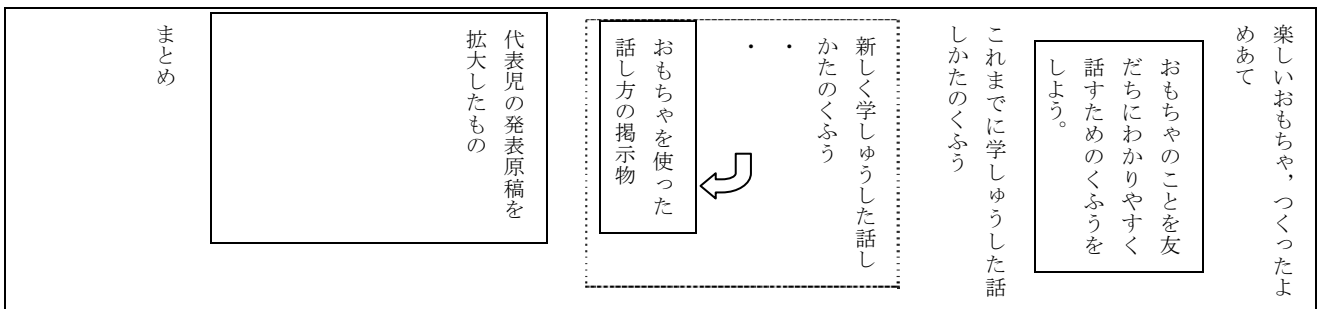 楽しいおもちゃ，つくったよ
めあて
おもちゃのことを友
だちにわかりやすく
話すためのくふうを
しよう。
これまでに学しゅうした話
しかたのくふう
新しく学しゅうした話し
かたのくふう
・
・
おもちゃを使った
話し方の掲示物
代表児の発表原稿を
拡大したもの
まとめ